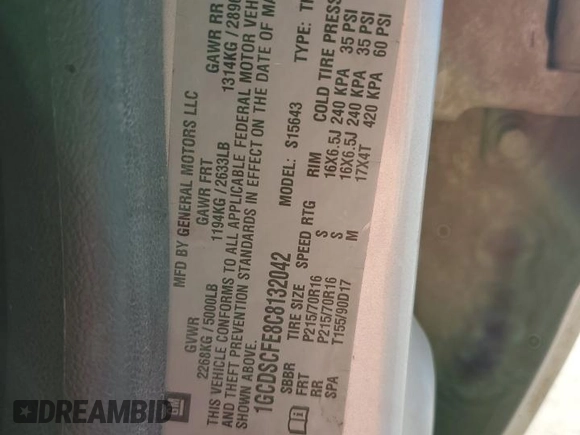 MFD BY GENERAL MOTORS LLC
GVWR GAWR FRT GAWR RR
2268KG/5000LB 1194KG/2633LB 1314KG/289
THIS VEHICLE CONFORMS TO ALL APPLICABLE FEDERAL MOTOR VEH
AND THEFT PREVENTION STANDARDS IN EFFECT ON THE DATE OF MA
SHOWN ABOVE.
1GCDSCFE8C8132042 MODEL: S15643 TYPE: TR
SBBR TIRE SIZE SPEED RTG RIM COLD TIRE PRESS
FRT P215/70R16 S 16X6.5J 240 KPA 35 PSI
RR P215/70R16 S 16X6.5J 240 KPA 35 PSI
SPA T155/90D17 M 17X4T 420 KPA 60 PSI
GM
DREAMBID